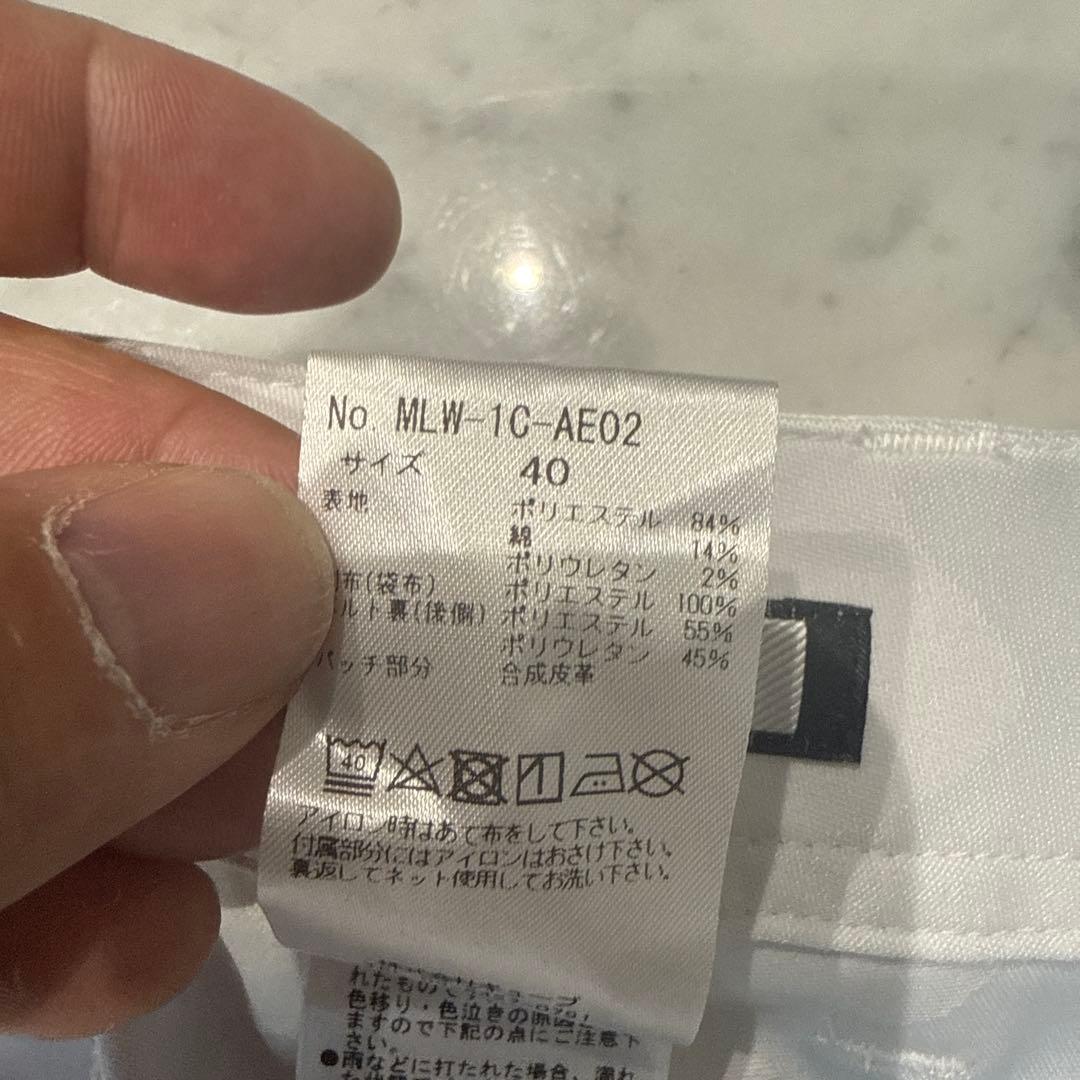 No MLW-1C-AE02
サイズ 40
表地 ポリエステル 84%
綿 14%
ポリウレタン 2%
布(袋布) ポリエステル 100%
ルト裏(後側) ポリエステル 55%
ポリウレタン 45%
パッチ部分 合成皮革
40
アイロン時はあて布をして下さい。
付属部分にはアイロンはおさけ下さい。
裏返してネット使用してお洗い下さい。
れたもの
色移り・色泣きの
ますので下記の点にご注意下
さい。
●雨などに打たれた場合、濡れ